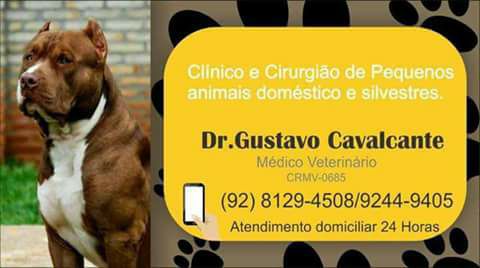 Clínico e Cirurgião de Pequenos
animais doméstico e silvestres.
Dr.Gustavo Cavalcante
Médico Veterinário
CRMV-0685
(92) 8129-4508/9244-9405
Atendimento domiciliar 24 Horas